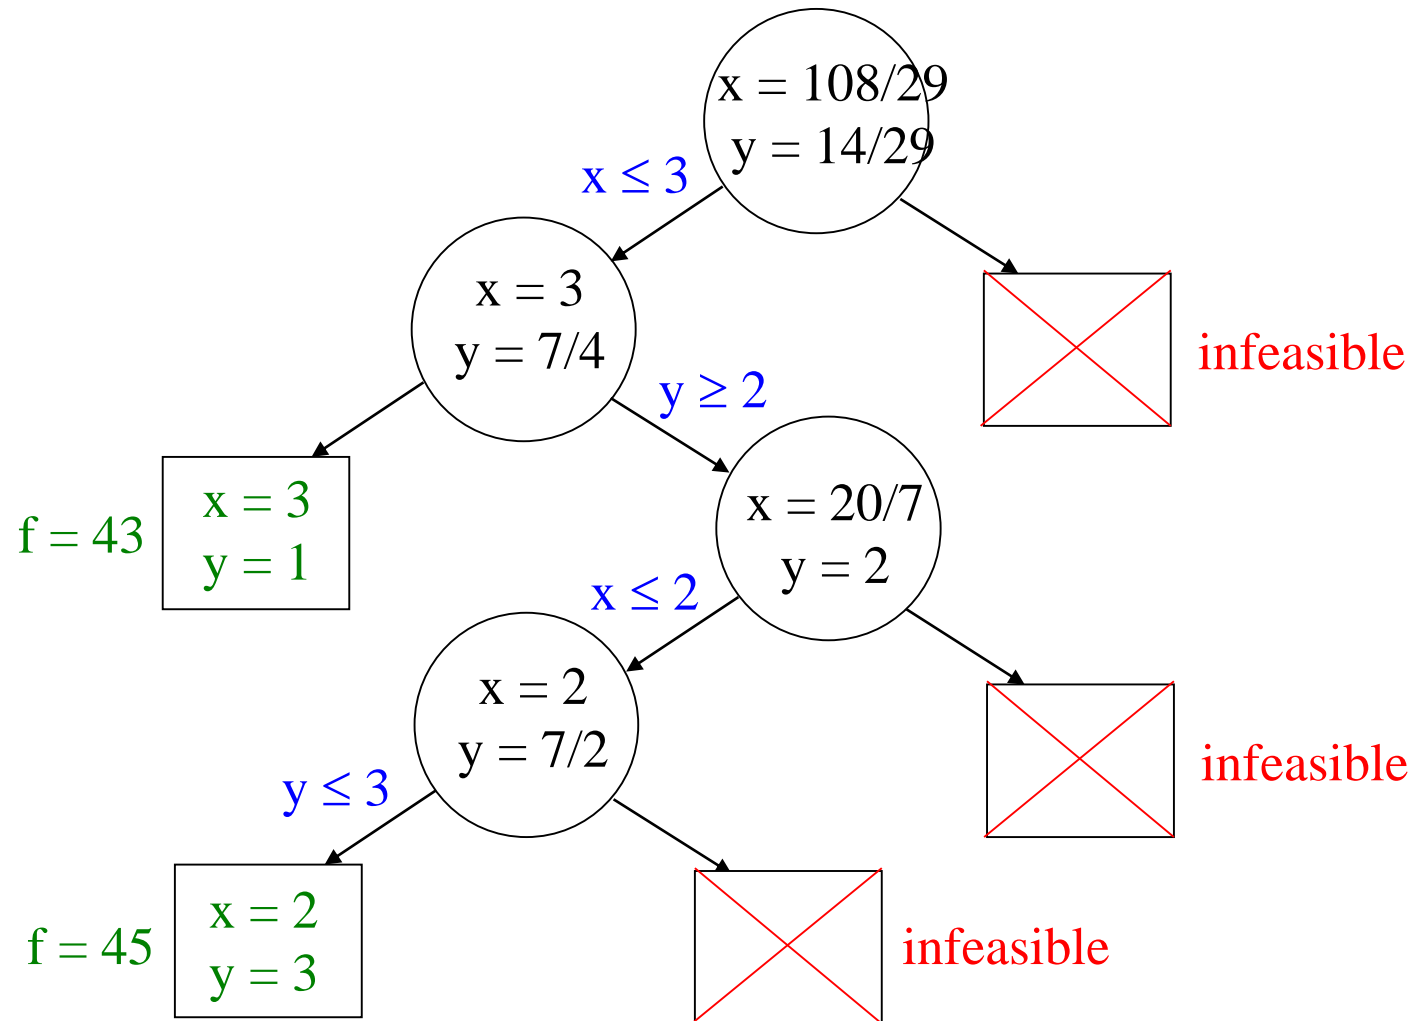 x = 108/29
y = 14/29
x ≤ 3
x = 3
y = 7/4
infeasible
y ≥ 2
f = 43
x = 3
y = 1
x = 20/7
y = 2
x ≤ 2
x = 2
y = 7/2
infeasible
y ≤ 3
f = 45
x = 2
y = 3
infeasible